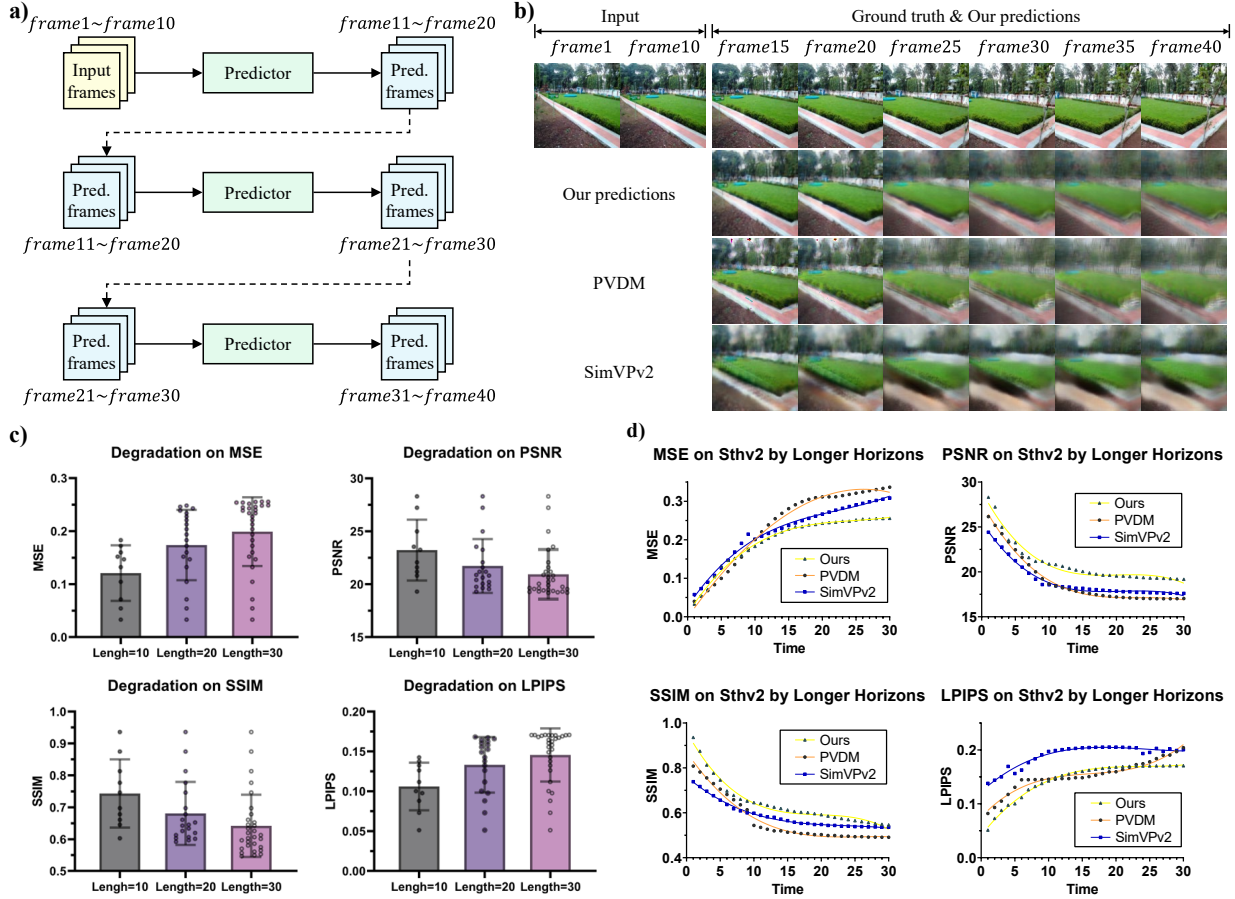 a)
frame1~frame10
frame11~frame20
Input
frames
Predictor
Pred.
frames
Pred.
frames
Predictor
Pred.
frames
frame11~frame20
frame21~frame30
Pred.
frames
Predictor
Pred.
frames
frame21~frame30
frame31~frame40
b)
Input
Ground truth & Our predictions
frame1 frame10 frame15 frame20 frame25 frame30 frame35 frame40
Our predictions
PVDM
SimVPv2
c)
Degradation on MSE
MSE
0.3
0.2
0.1
0.0
Lengh=10 Length=20 Length=30
Degradation on PSNR
PSNR
30
25
20
15
Lengh=10 Length=20 Length=30
Degradation on SSIM
SSIM
1.0
0.9
0.8
0.7
0.6
0.5
Lengh=10 Length=20 Length=30
Degradation on LPIPS
LPIPS
0.20
0.15
0.10
0.05
0.00
Lengh=10 Length=20 Length=30
d)
MSE on Sthv2 by Longer Horizons
MSE
0.3
0.2
0.1
0.0
Ours
PVDM
SimVPv2
0 5 10 15 20 25 30
Time
PSNR on Sthv2 by Longer Horizons
PSNR
30
25
20
15
Ours
PVDM
SimVPv2
0 5 10 15 20 25 30
Time
SSIM on Sthv2 by Longer Horizons
SSIM
1.0
0.8
0.6
0.4
Ours
PVDM
SimVPv2
0 5 10 15 20 25 30
Time
LPIPS on Sthv2 by Longer Horizons
LPIPS
0.2
0.1
0.0
Ours
PVDM
SimVPv2
0 5 10 15 20 25 30
Time